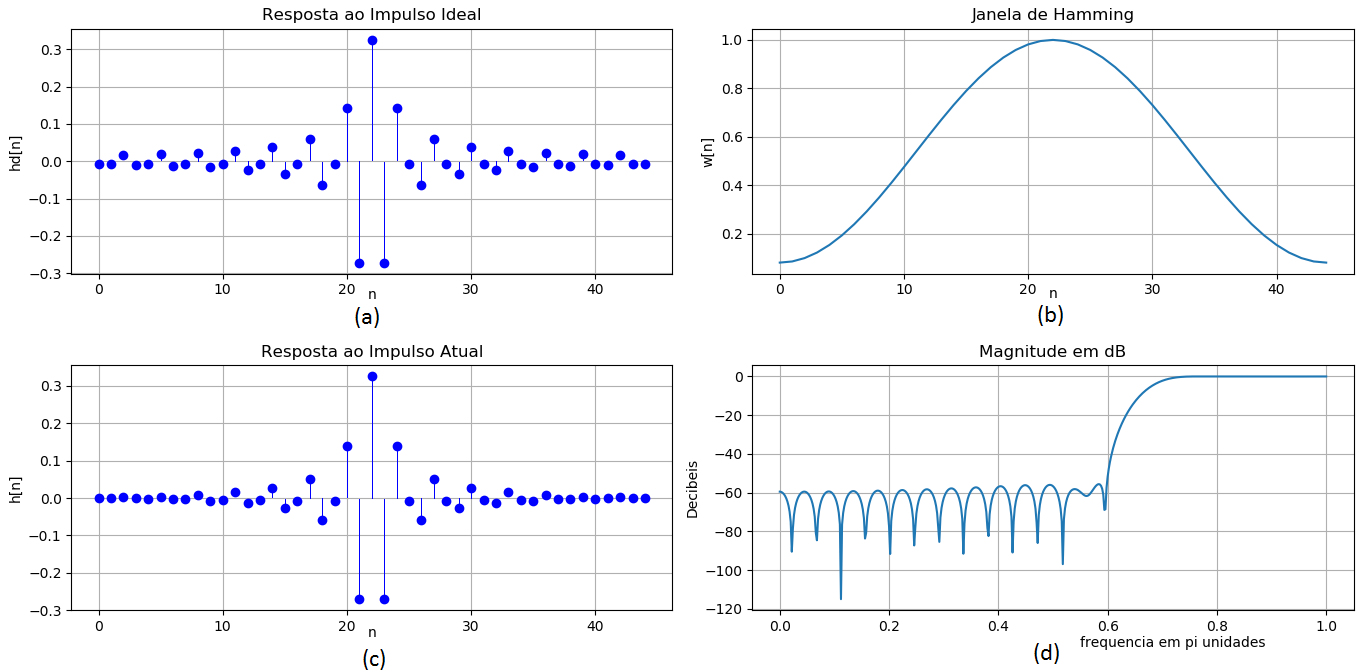 Resposta ao Impulso Ideal
hd[n]
0.3
0.2
0.1
0.0
−0.1
−0.2
−0.3
0 10 20 30 40
n
(a)
Janela de Hamming
w[n]
1.0
0.8
0.6
0.4
0.2
0 10 20 30 40
n
(b)
Resposta ao Impulso Atual
h[n]
0.3
0.2
0.1
0.0
−0.1
−0.2
−0.3
0 10 20 30 40
n
(c)
Magnitude em dB
Decibeis
0
−20
−40
−60
−80
−100
−120
0.0 0.2 0.4 0.6 0.8 1.0
frequencia em pi unidades
(d)